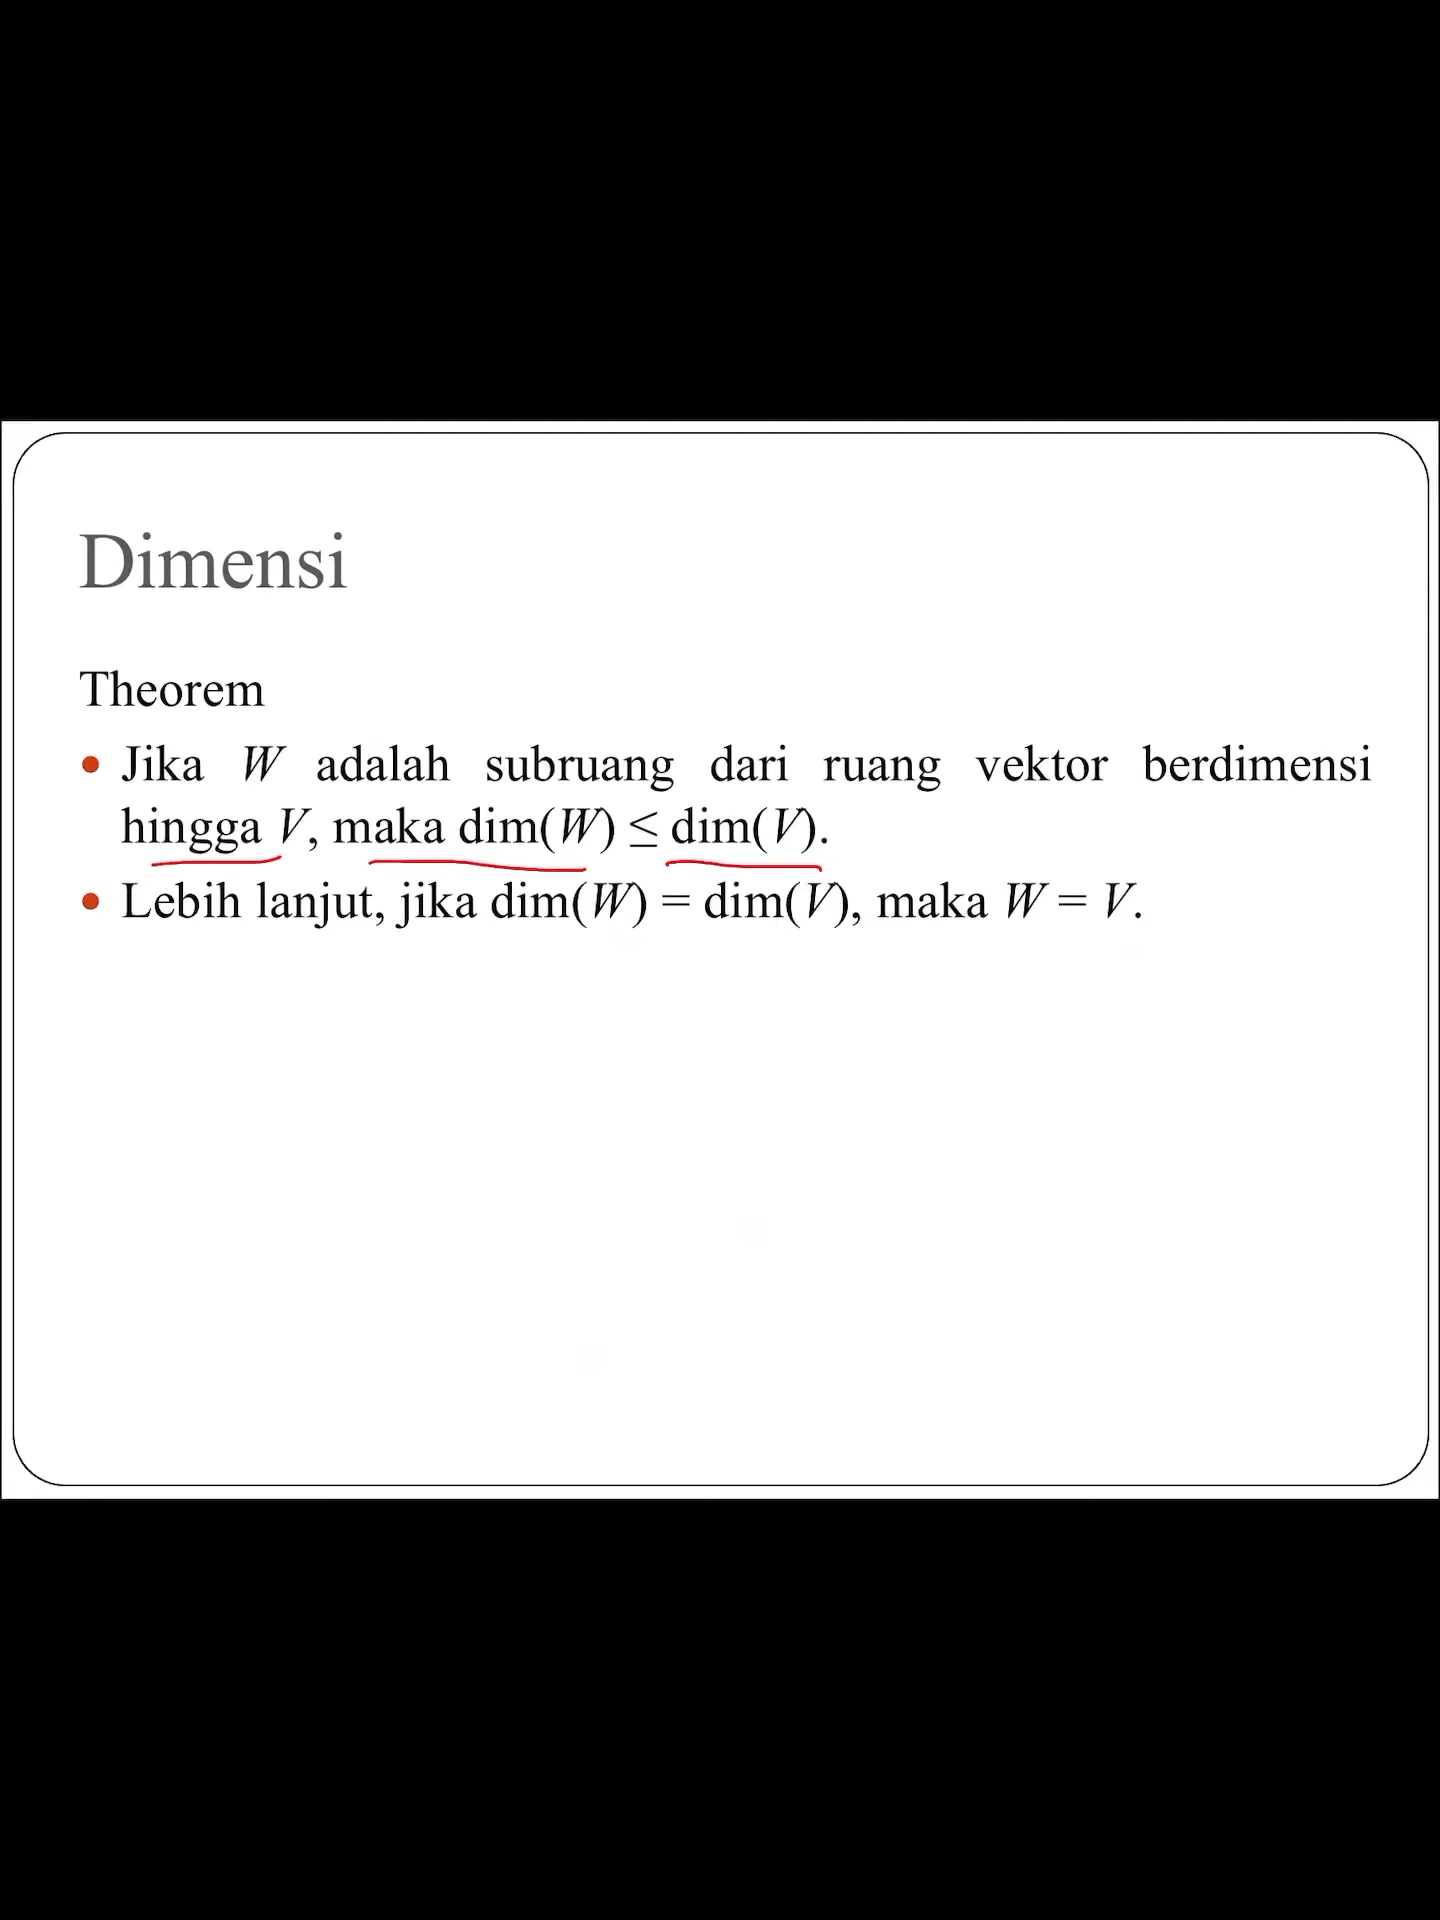 Dimensi
Theorem
• Jika W adalah subruang dari ruang vektor berdimensi
hingga V, maka dim(W) ≤ dim(V).
• Lebih lanjut, jika dim(W) = dim(V), maka W = V.